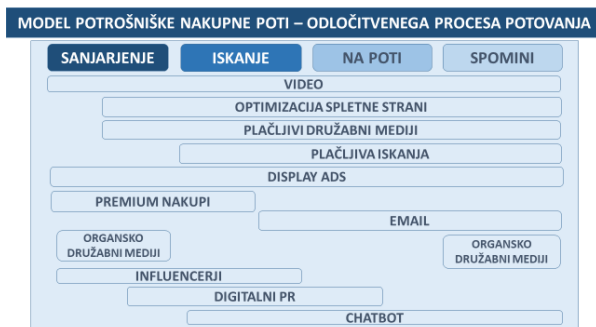 MODEL POTROŠNIŠKE NAKUPNE POTI – ODLOČITVENEGA PROCESA POTOVANJA
SANJARJENJE ISKANJE NA POTI SPOMINI
VIDEO
OPTIMIZACIJA SPLETNE STRANI
PLAČLJIVI DRUŽABNI MEDIJI
PLAČLJIVA ISKANJA
DISPLAY ADS
PREMIUM NAKUPI
EMAIL
ORGANSKO
DRUŽABNI MEDIJI
ORGANSKO
DRUŽABNI MEDIJI
INFLUENCERJI
DIGITALNI PR
CHATBOT